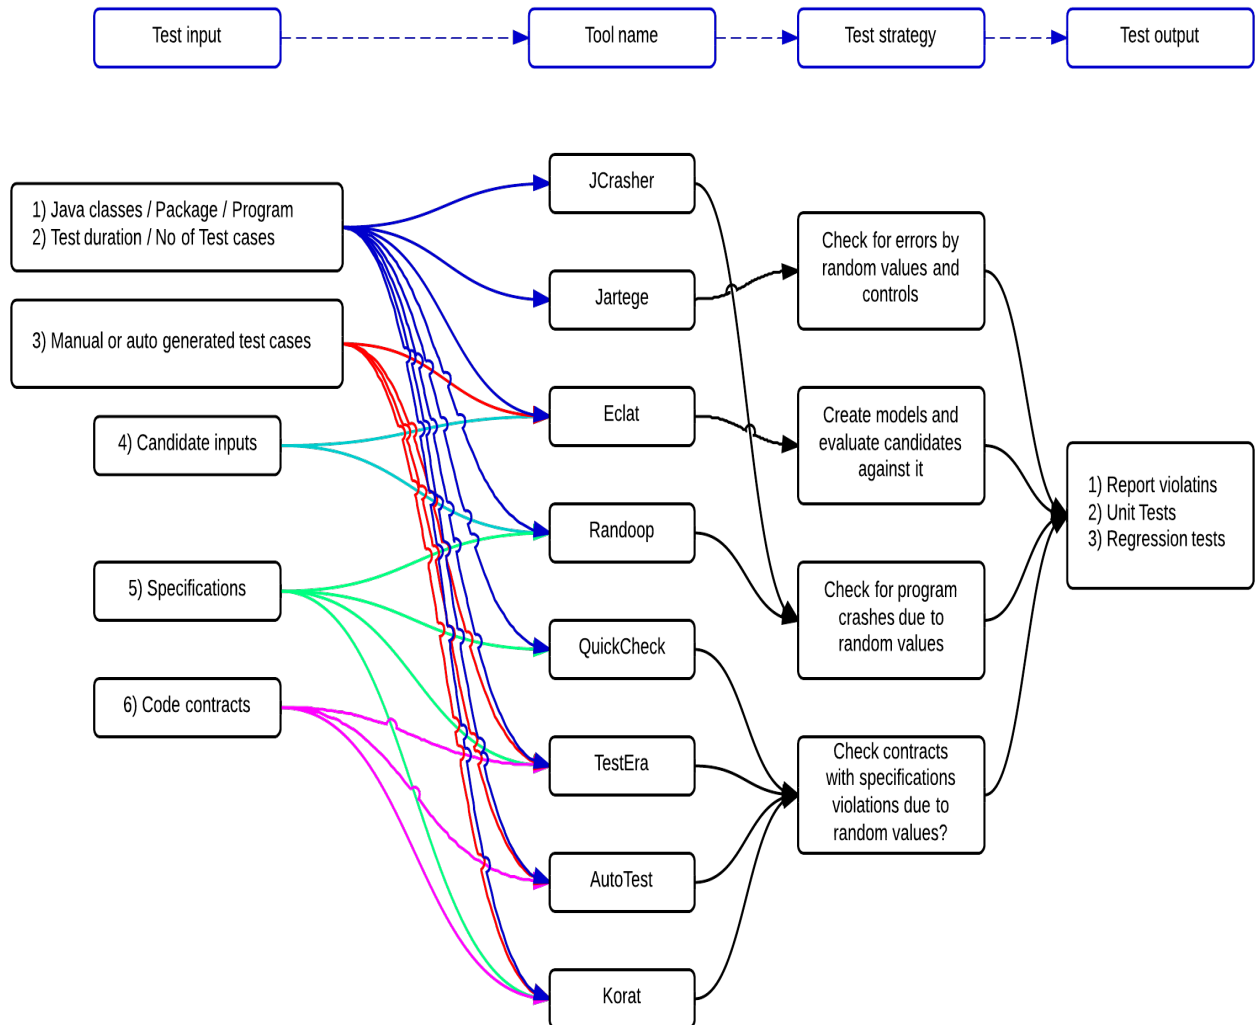 Test input
Tool name
Test strategy
Test output
1) Java classes / Package / Program
2) Test duration / No of Test cases
3) Manual or auto generated test cases
4) Candidate inputs
5) Specifications
6) Code contracts
JCrasher
Jartege
Eclat
Randoop
QuickCheck
TestEra
AutoTest
Korat
Check for errors by
random values and
controls
Create models and
evaluate candidates
against it
Check for program
crashes due to
random values
Check contracts
with specifications
violations due to
random values?
1) Report violatins
2) Unit Tests
3) Regression tests